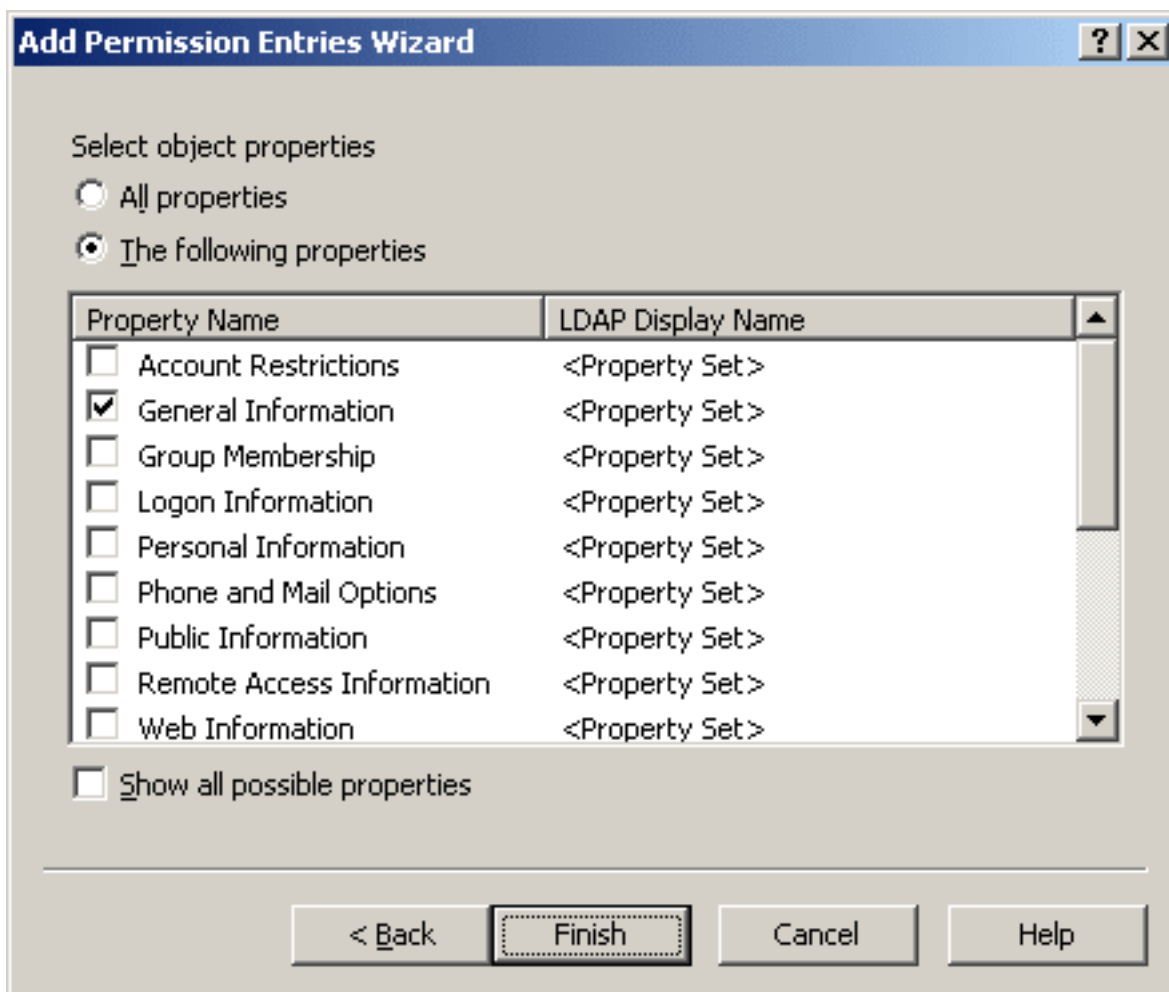 Add Permission Entries Wizard
Select object properties
All properties
The following properties
Property Name LDAP Display Name
Account Restrictions <Property Set>
General Information <Property Set>
Group Membership <Property Set>
Logon Information <Property Set>
Personal Information <Property Set>
Phone and Mail Options <Property Set>
Public Information <Property Set>
Remote Access Information <Property Set>
Web Information <Property Set>
Show all possible properties
< Back Finish Cancel Help